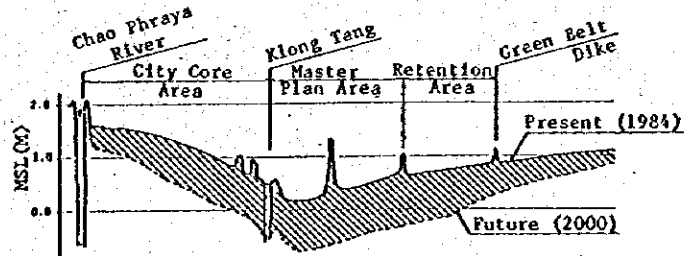 Chao Phraya
River
Klong Tang
Green Belt
Dike
City Core
Area
Master
Plan Area
Retention
Area
2.0
Present (1984)
1.0
MSL(M)
0.0
Future (2000)